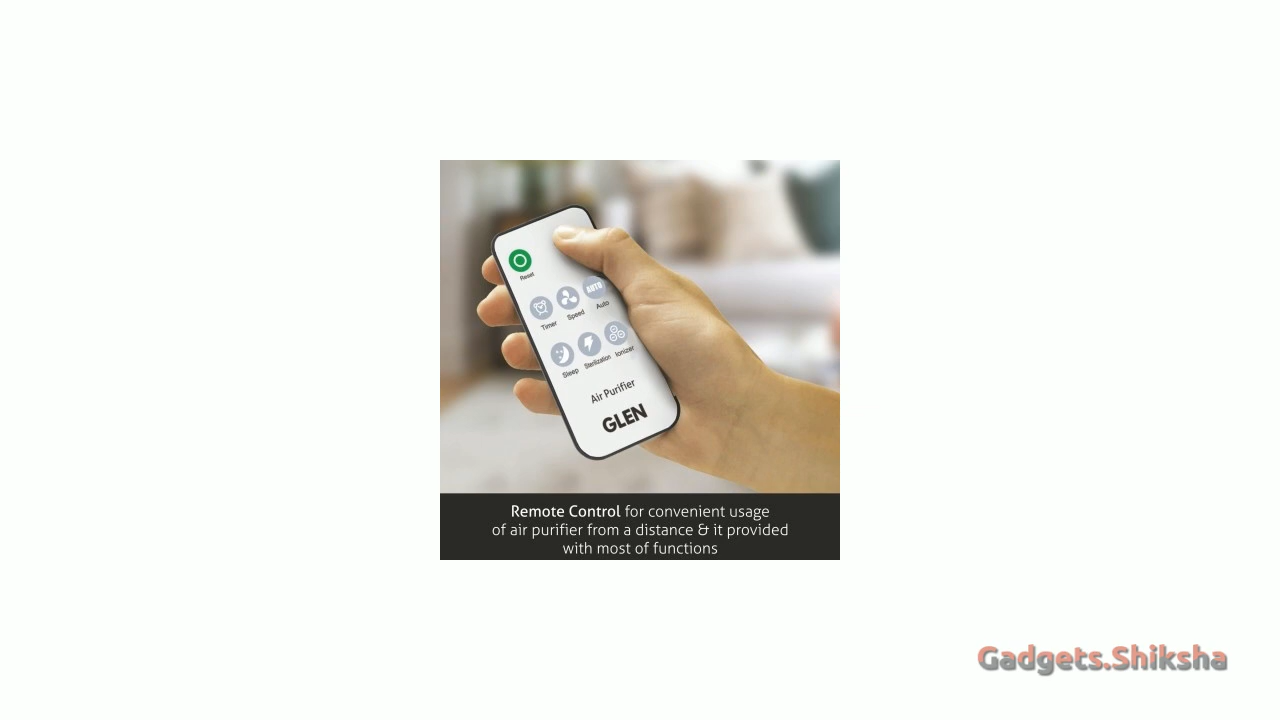 Reset
Timer
Speed
AUTO
Auto
Sleep
Sterilization
Ionizer
Air Purifier
GLEN
Remote Control for convenient usage
of air purifier from a distance & it provided
with most of functions
Gadgets.Shiksha